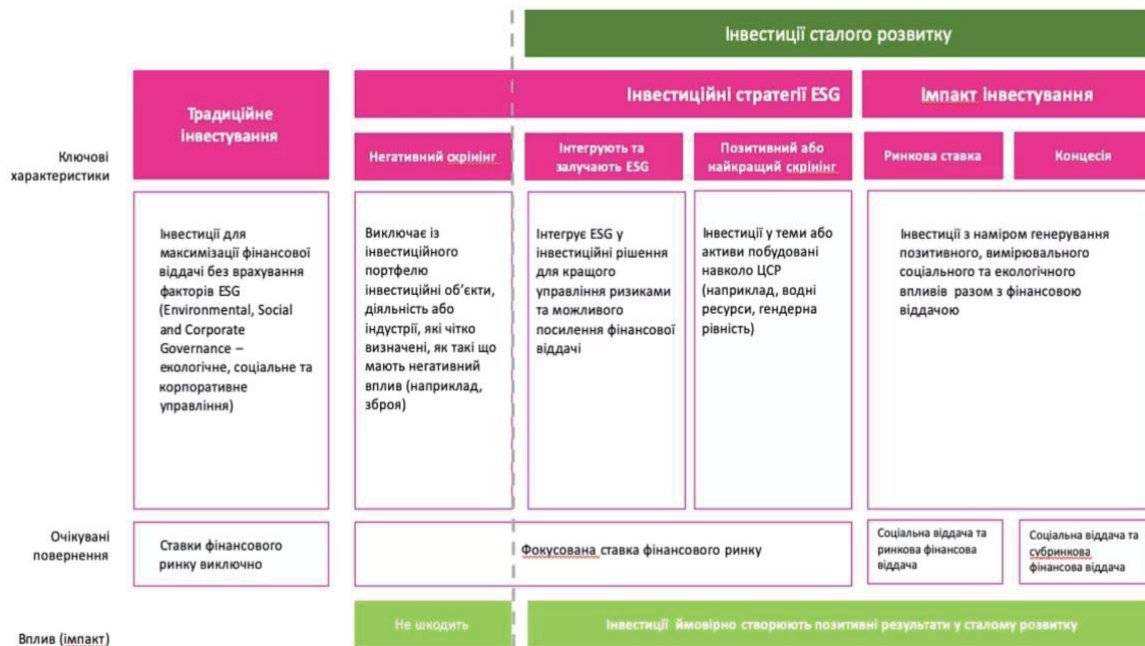 Інвестиції сталого розвитку
Традиційне
інвестування
Інвестиційні стратегії ESG
Імпакт інвестування
Ключові
характеристики
Негативний скрінінг
Інтегрують та
залучають ESG
Позитивний або
найкращий скрінінг
Ринкова ставка
Концесія
Інвестиції для
максимізації фінансової
віддачі без врахування
факторів ESG
(Environmental, Social
and Corporate
Governance –
екологічне, соціальне та
корпоративне
управління)
Виключає із
інвестиційного
портфелю
інвестиційні об’єкти,
діяльність або
індустрії, які чітко
визначені, як такі що
мають негативний
вплив (наприклад,
зброя)
Інтегрує ESG у
інвестиційні рішення
для кращого
управління ризиками
та можливого
посилення фінансової
віддачі
Інвестиції у теми або
активи побудовані
навколо ЦСР
(наприклад, водні
ресурси, гендерна
рівність)
Інвестиції з наміром генерування
позитивного, вимірювального
соціального та екологічного
впливів разом з фінансовою
віддачою
Очікувані
повернення
Ставки фінансового
ринку виключно
Фокусована ставка фінансового ринку
Соціальна віддача та
ринкова фінансова
віддача
Соціальна віддача та
субринкова
фінансова віддача
Вплив (імпакт)
Не шкодить
Інвестиції ймовірно створюють позитивні результати у сталому розвитку